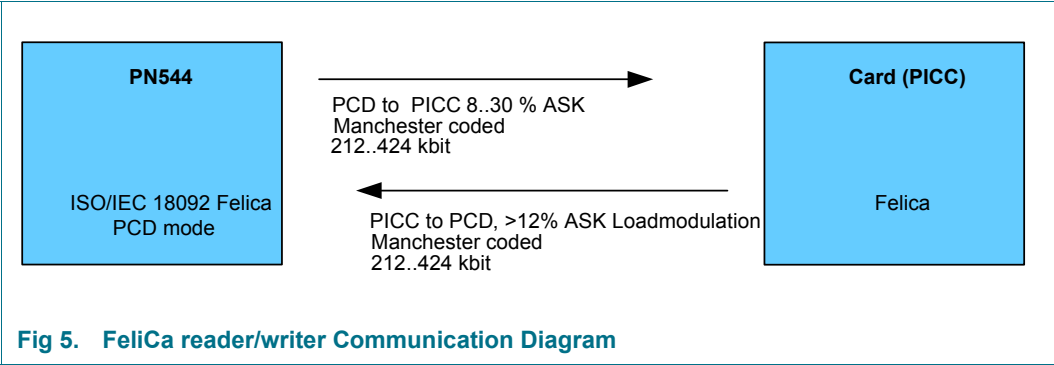 PN544
ISO/IEC 18092 Felica
PCD mode
PCD to PICC 8..30 % ASK
Manchester coded
212..424 kbit
PICC to PCD, >12% ASK Loadmodulation
Manchester coded
212..424 kbit
Card (PICC)
Felica
Fig 5. FeliCa reader/writer Communication Diagram